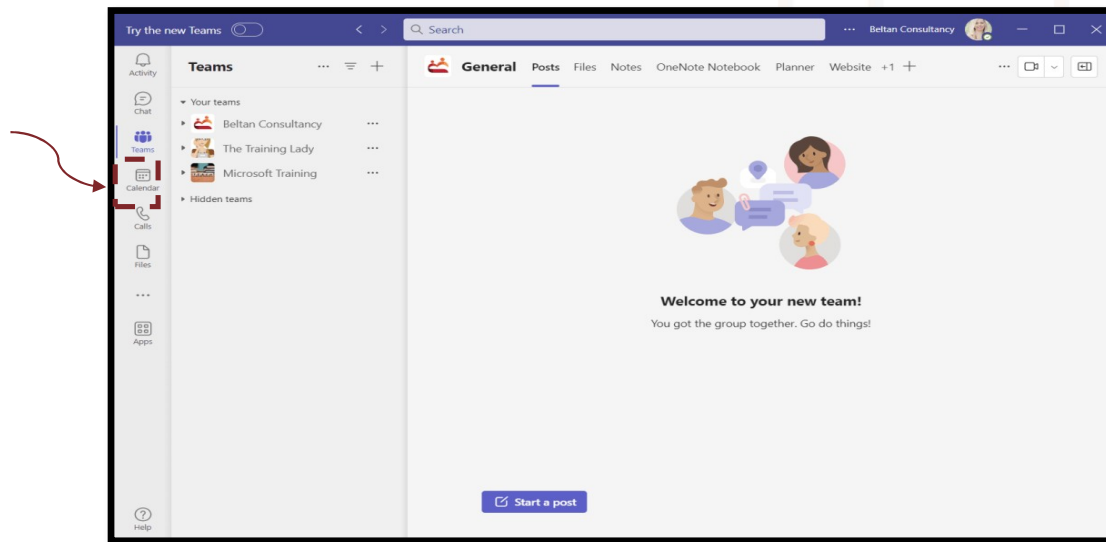 Try the new Teams
Search
Beltan Consultancy
Activity
Chat
Teams
Calendar
Calls
Files
Apps
Help
Teams
Your teams
Beltan Consultancy
The Training Lady
Microsoft Training
Hidden teams
General Posts Files Notes OneNote Notebook Planner Website +1
Welcome to your new team!
You got the group together. Go do things!
Start a post